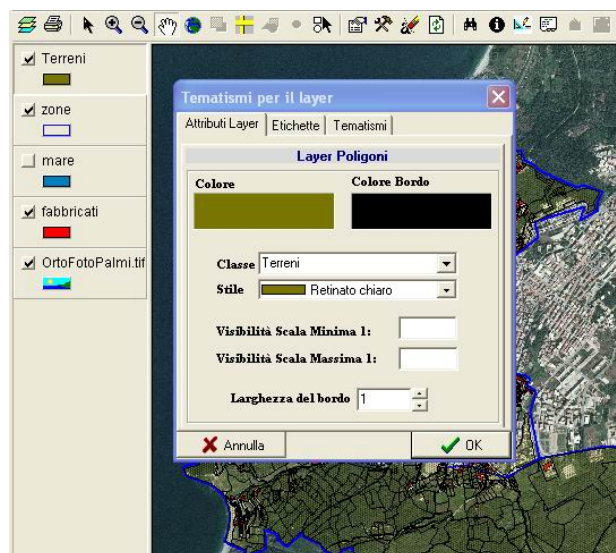 Terreni
zone
mare
fabbricati
OrtoFotoPalmi.tif
Tematismi per il layer
Attributi Layer
Etichette
Tematismi
Layer Poligoni
Colore
Colore Bordo
Classe
Terreni
Stile
Retinato chiaro
Visibilità Scala Minima 1:
Visibilità Scala Massima 1:
Larghezza del bordo
1
Annulla
OK